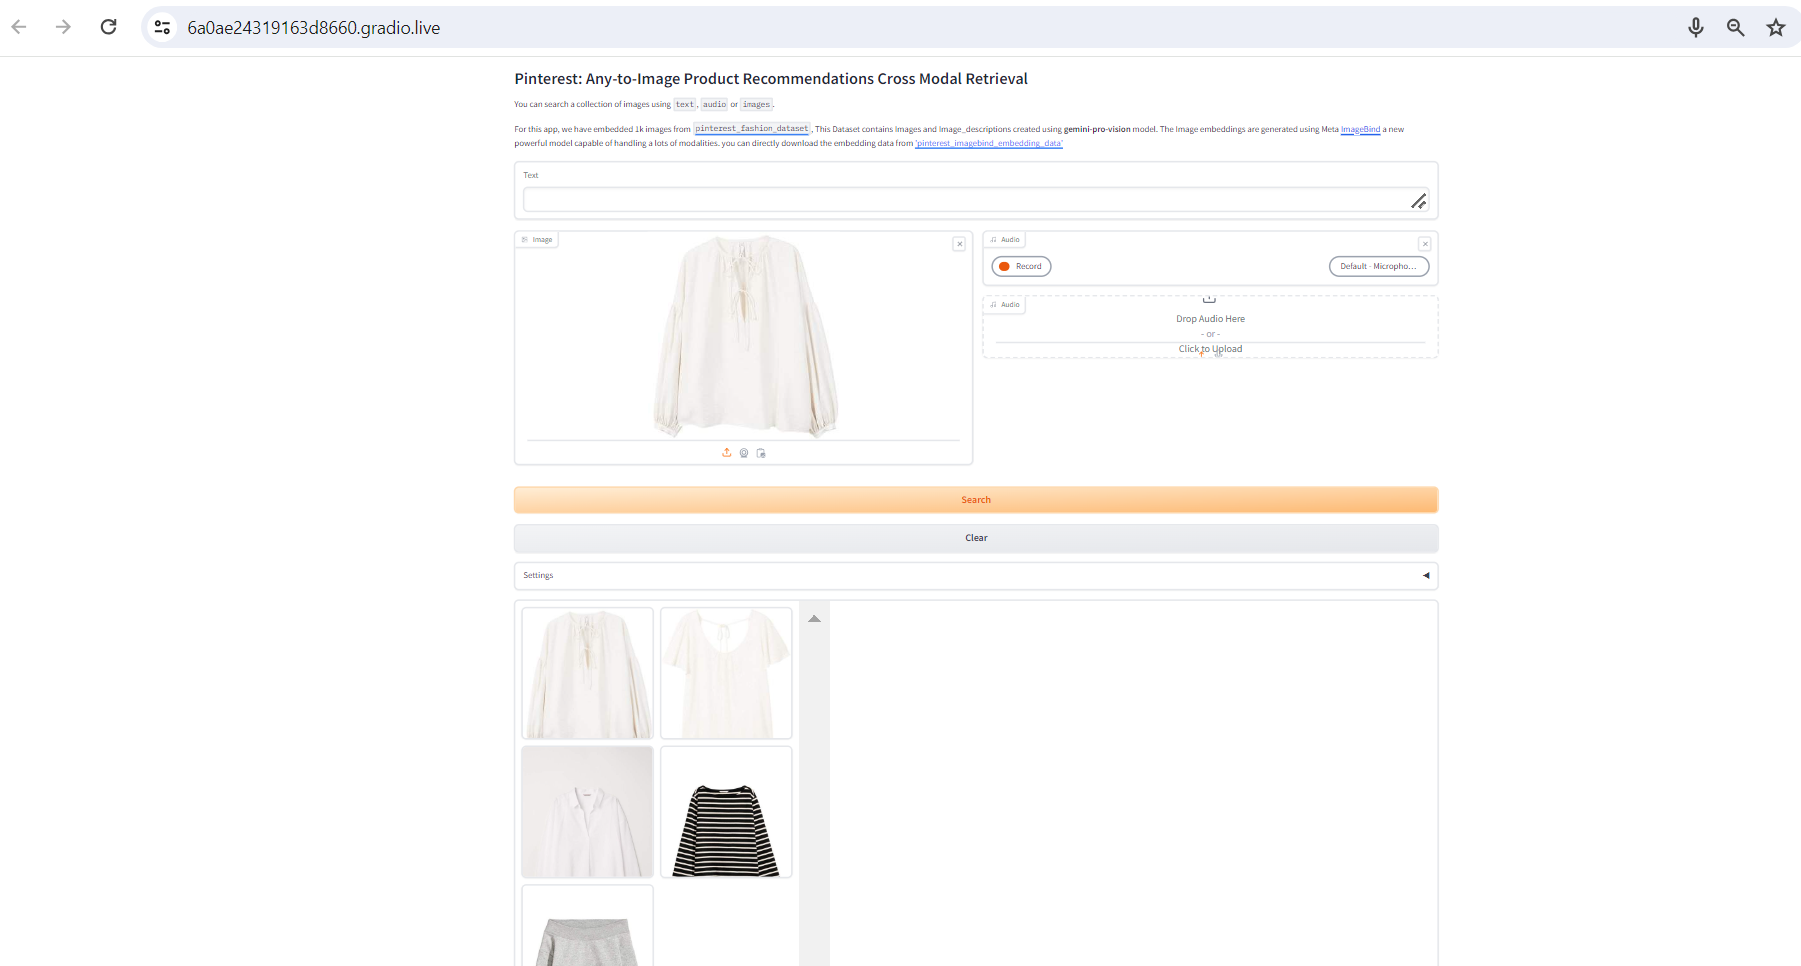 6a0ae24319163d8660.gradio.live
Pinterest: Any-to-Image Product Recommendations Cross Modal Retrieval
You can search a collection of images using text, audio or images.
For this app, we have embedded 1k images from pinterest_fashion_dataset, This Dataset contains Images and Image_descriptions created using gemini-pro-vision model. The Image embeddings are generated using Meta ImageBind a new
powerful model capable of handling a lots of modalities. you can directly download the embedding data from 'pinterest_imagebind_embedding_data'
Text
Image
Audio
Record
Default - Micropho...
Audio
Drop Audio Here
- or -
Click to Upload
Search
Clear
Settings